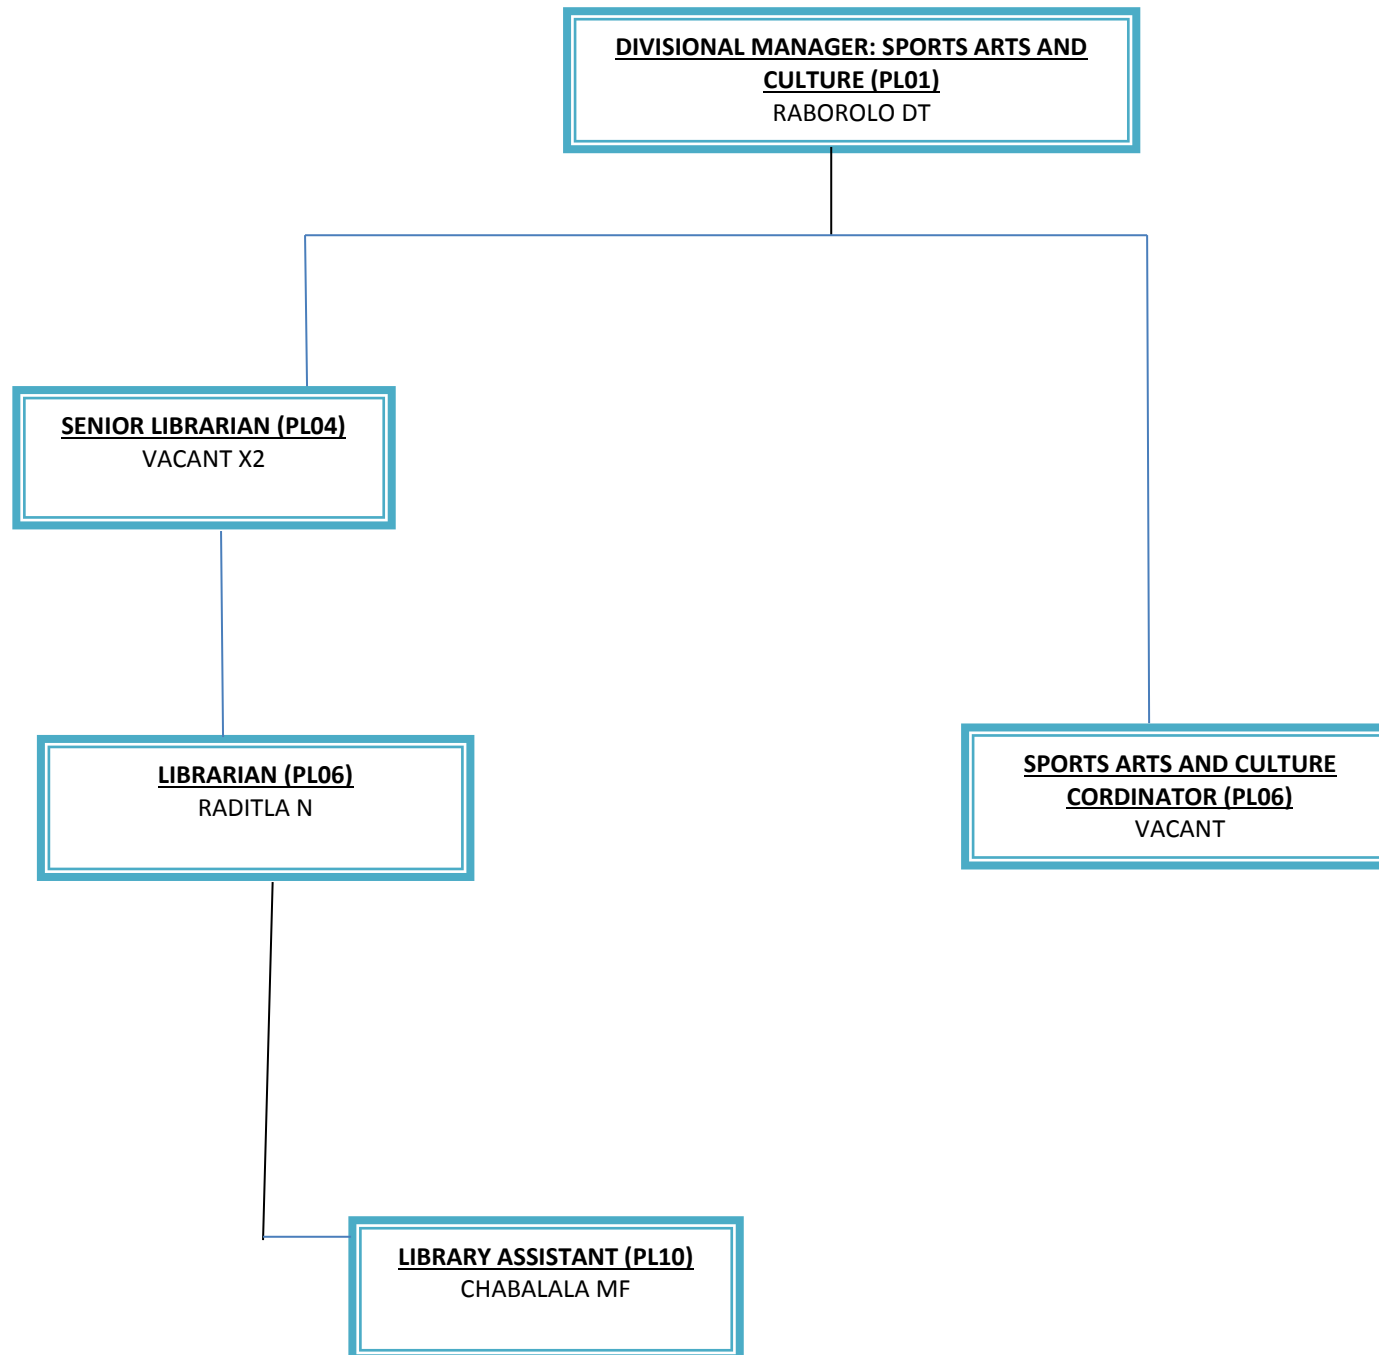 DIVISIONAL MANAGER: SPORTS ARTS AND
CULTURE (PL01)
RABOROLO DT
SENIOR LIBRARIAN (PL04)
VACANT X2
LIBRARIAN (PL06)
RADITLA N
SPORTS ARTS AND CULTURE
CORDINATOR (PL06)
VACANT
LIBRARY ASSISTANT (PL10)
CHABALALA MF